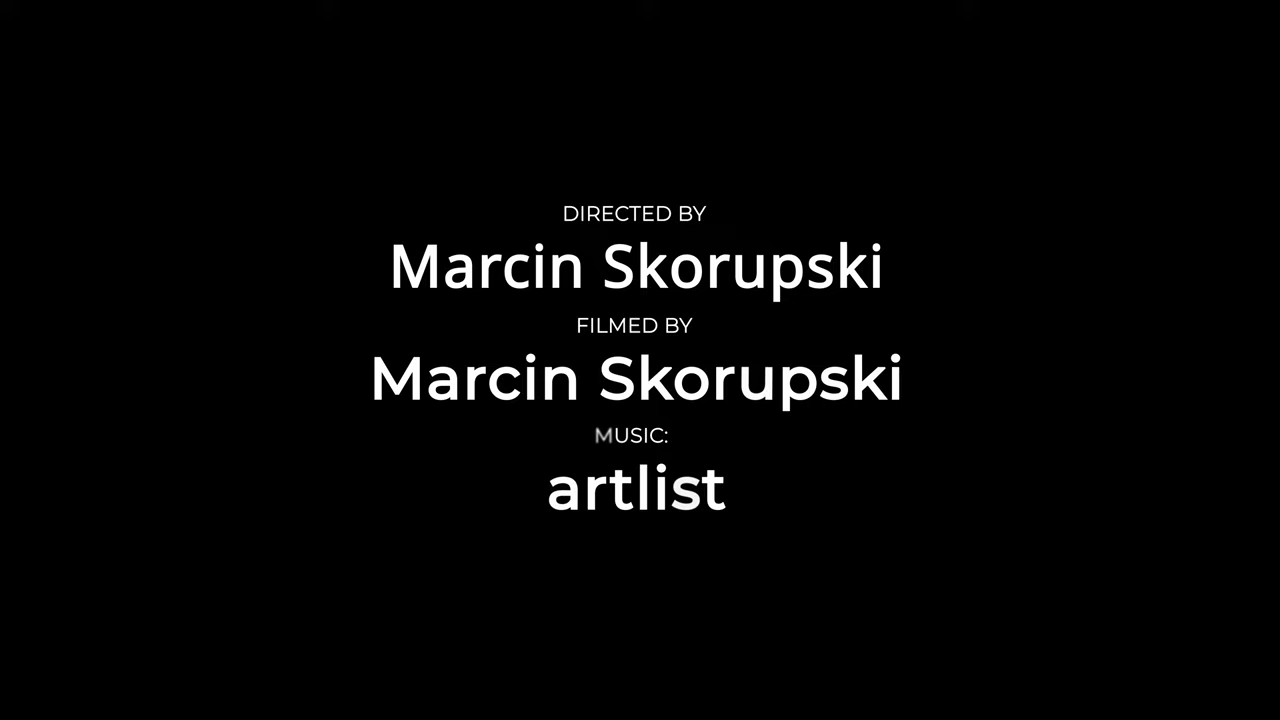 DIRECTED BY
Marcin Skorupski
FILMED BY
Marcin Skorupski
MUSIC:
artlist